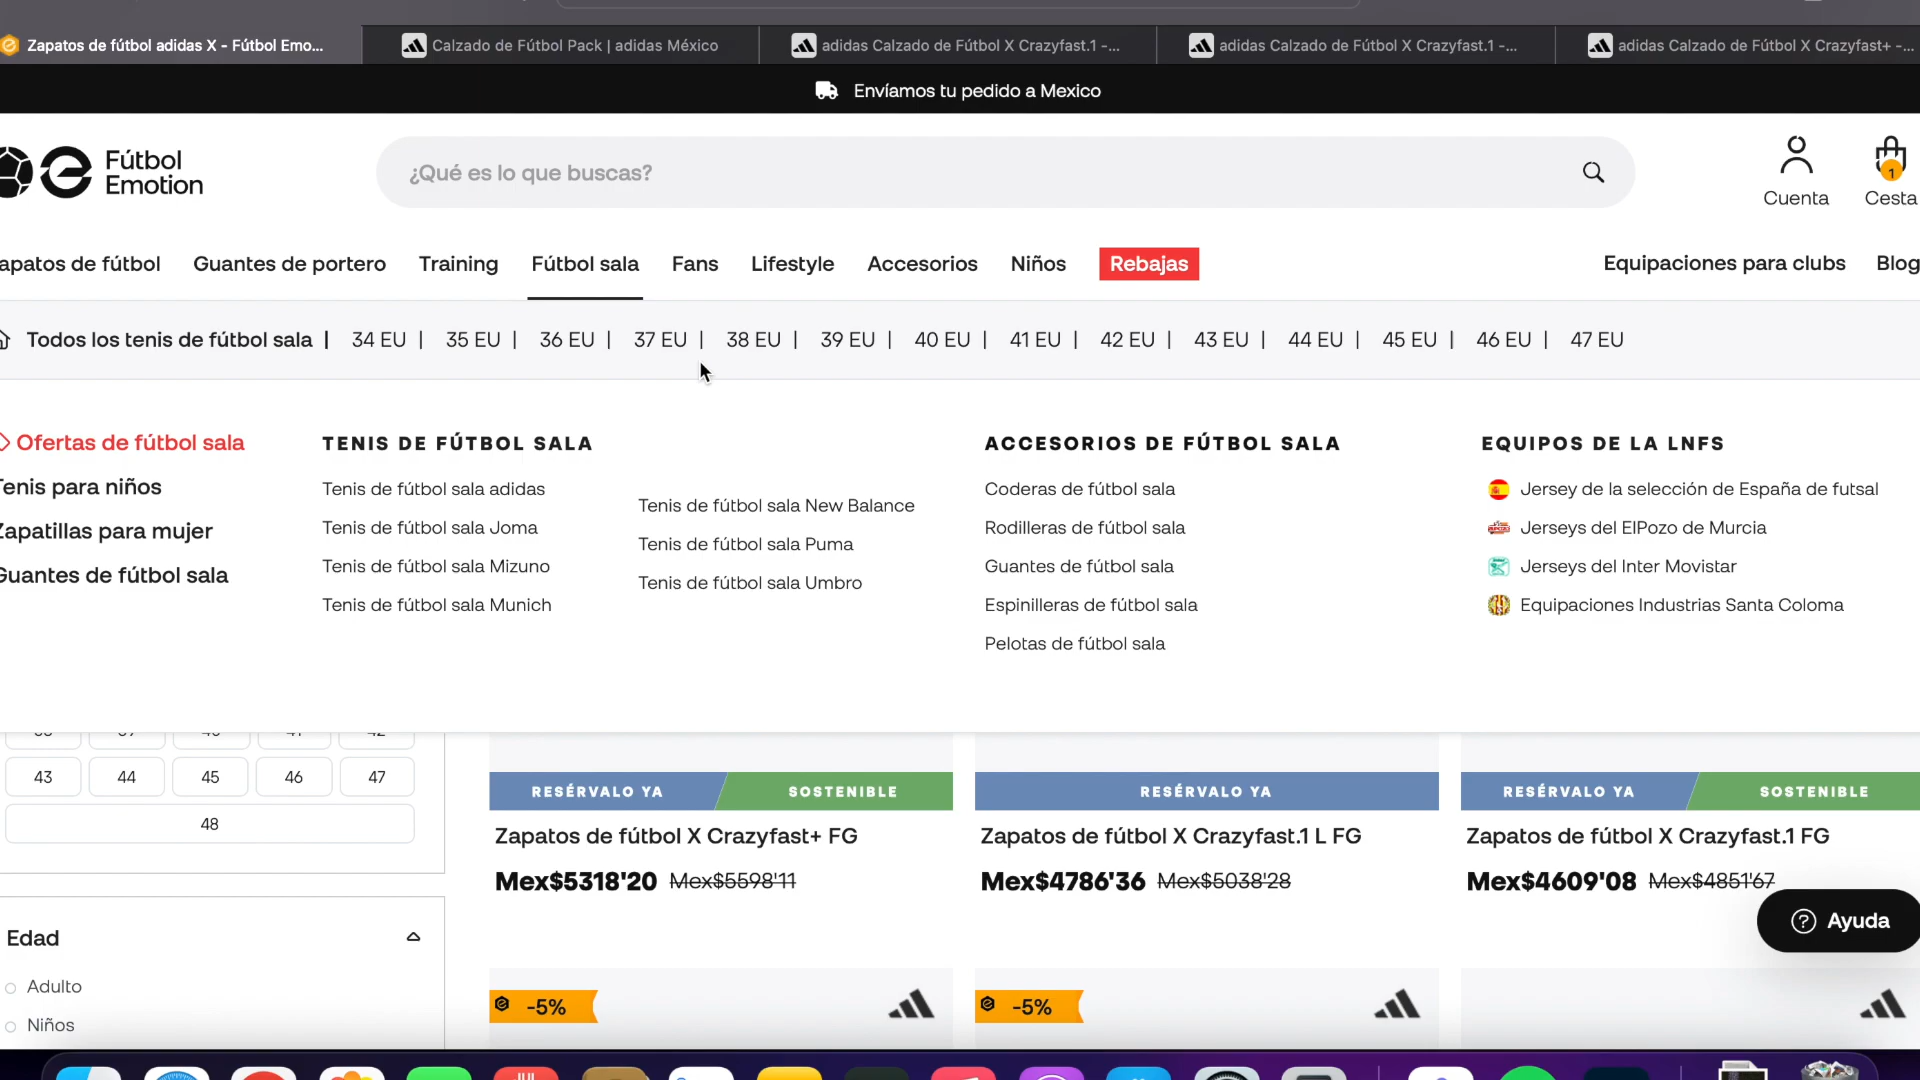 Zapatos de fútbol adidas X - Fútbol Emo...
Calzado de Fútbol Pack | adidas México
adidas Calzado de Fútbol X Crazyfast.1 -...
adidas Calzado de Fútbol X Crazyfast.1 -...
adidas Calzado de Fútbol X Crazyfast+ -...
Envíamos tu pedido a Mexico
Fútbol
Emotion
¿Qué es lo que buscas?
Cuenta
1
Cesta
apatos de fútbol
Guantes de portero
Training
Fútbol sala
Fans
Lifestyle
Accesorios
Niños
Rebajas
Equipaciones para clubs
Blog
Todos los tenis de fútbol sala | 34 EU | 35 EU | 36 EU | 37 EU | 38 EU | 39 EU | 40 EU | 41 EU | 42 EU | 43 EU | 44 EU | 45 EU | 46 EU | 47 EU
Ofertas de fútbol sala
Tenis para niños
Zapatillas para mujer
Guantes de fútbol sala
TENIS DE FÚTBOL SALA
Tenis de fútbol sala adidas
Tenis de fútbol sala Joma
Tenis de fútbol sala Mizuno
Tenis de fútbol sala Munich
Tenis de fútbol sala New Balance
Tenis de fútbol sala Puma
Tenis de fútbol sala Umbro
ACCESORIOS DE FÚTBOL SALA
Coderas de fútbol sala
Rodilleras de fútbol sala
Guantes de fútbol sala
Espinilleras de fútbol sala
Pelotas de fútbol sala
EQUIPOS DE LA LNFS
Jersey de la selección de España de futsal
Jerseys del ElPozo de Murcia
Jerseys del Inter Movistar
Equipaciones Industrias Santa Coloma
43
44
45
46
47
48
Edad
Adulto
Niños
RESÉRVALO YA
SOSTENIBLE
Zapatos de fútbol X Crazyfast+ FG
Mex$5318'20 Mex$5598'11
RESÉRVALO YA
Zapatos de fútbol X Crazyfast.1 L FG
Mex$4786'36 Mex$5038'28
RESÉRVALO YA
SOSTENIBLE
Zapatos de fútbol X Crazyfast.1 FG
Mex$4609'08 Mex$4851'67
Ayuda
-5%
-5%